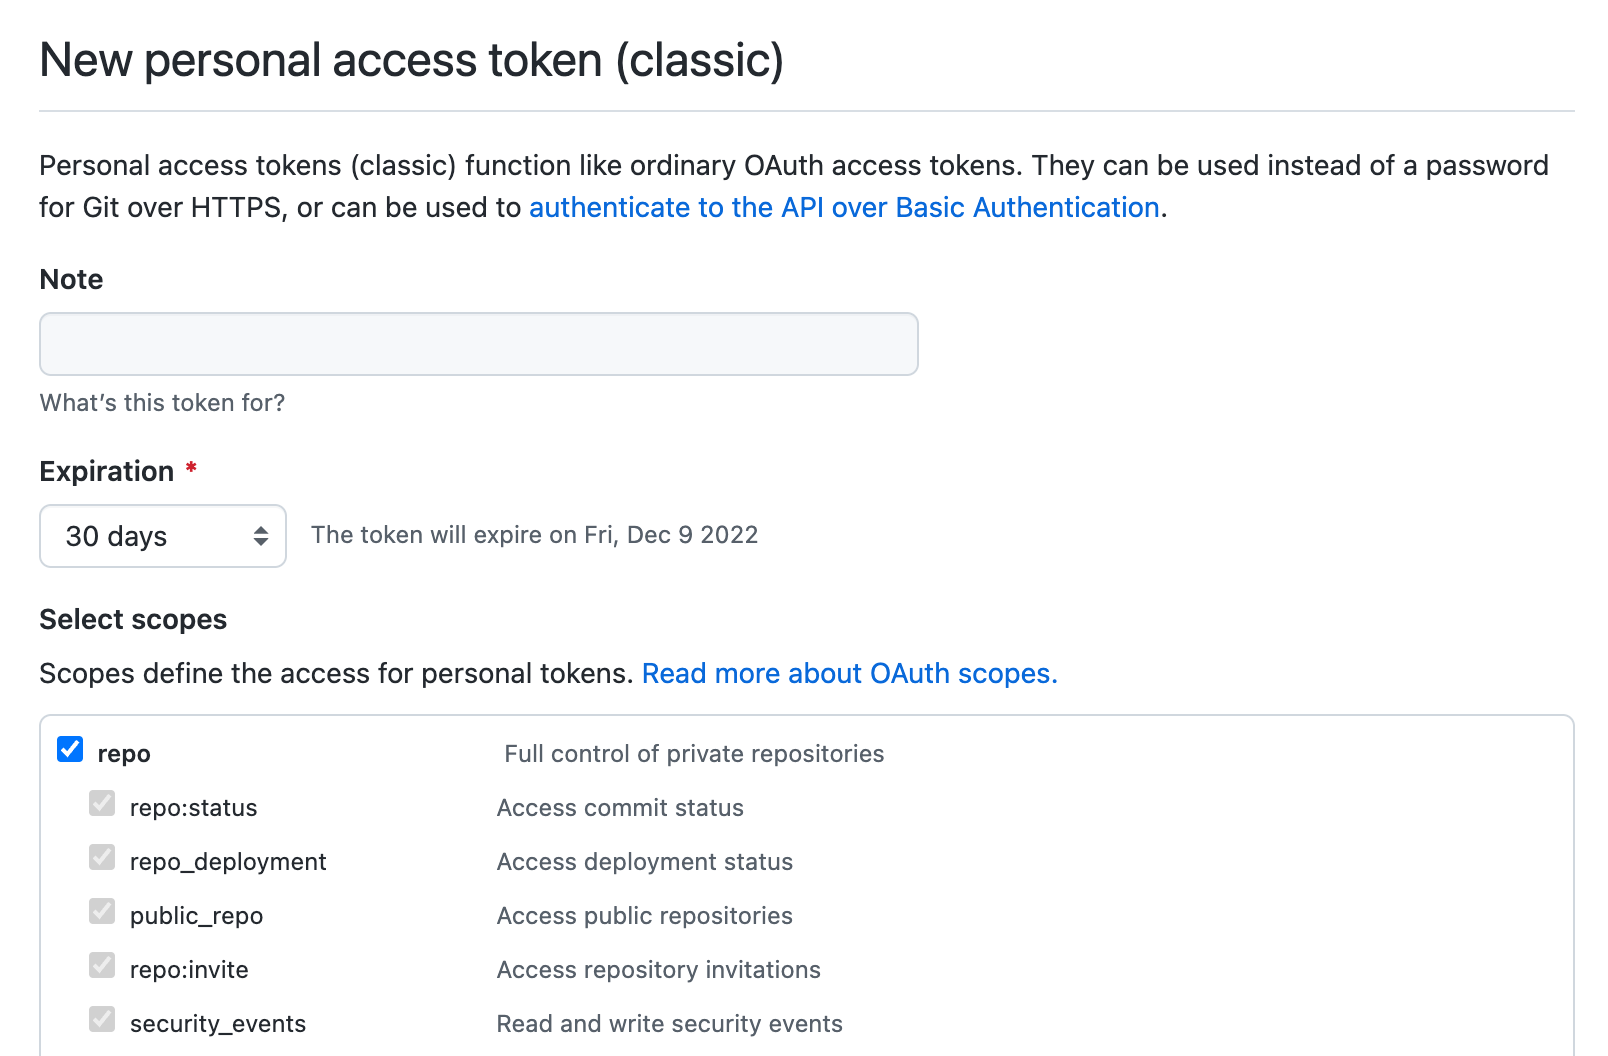 New personal access token (classic)
Personal access tokens (classic) function like ordinary OAuth access tokens. They can be used instead of a password
for Git over HTTPS, or can be used to authenticate to the API over Basic Authentication.
Note
What’s this token for?
Expiration *
30 days The token will expire on Fri, Dec 9 2022
Select scopes
Scopes define the access for personal tokens. Read more about OAuth scopes.
repo Full control of private repositories
repo:status Access commit status
repo_deployment Access deployment status
public_repo Access public repositories
repo:invite Access repository invitations
security_events Read and write security events